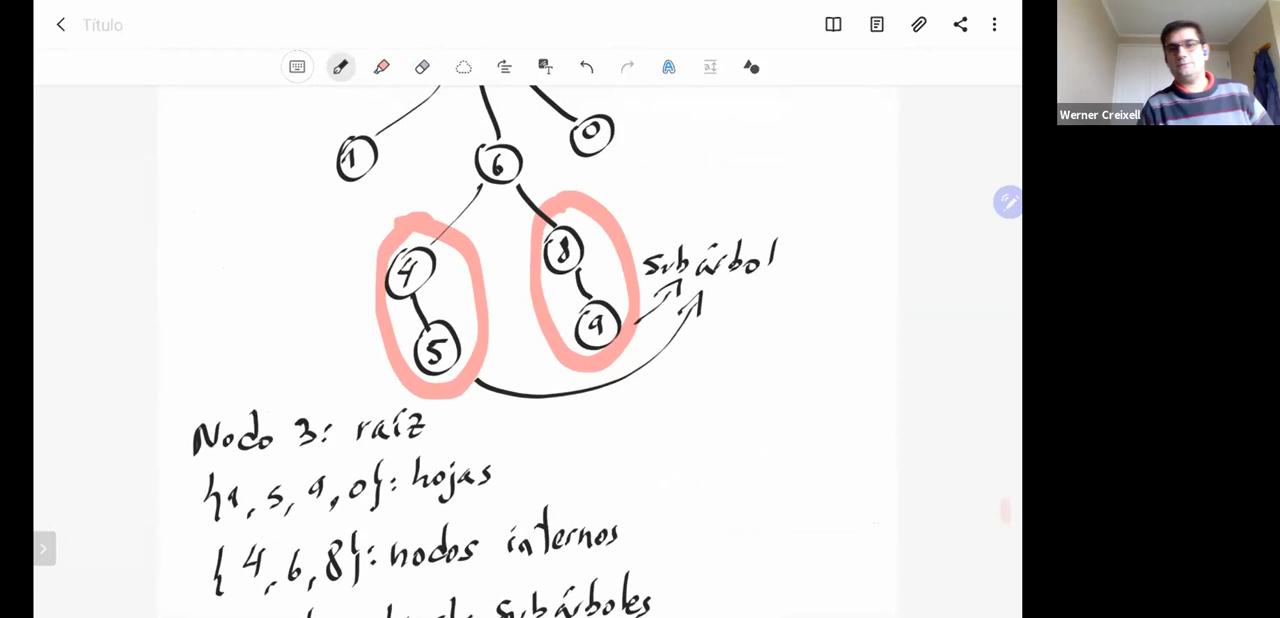 Título
Werner Creixell
1
6
0
4
8
subárbol
5
9
Nodo 3: raíz
{1, 5, 9, 0}: hojas
{4, 6, 8}: nodos internos
subárboles